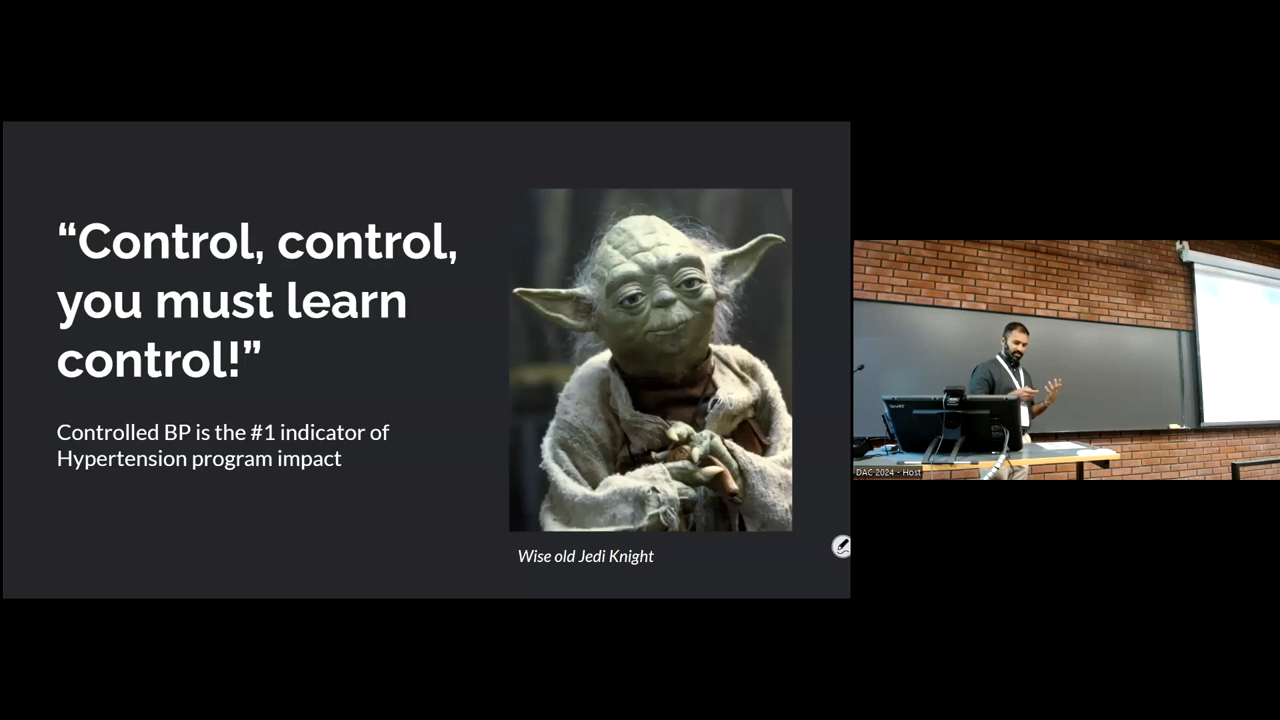 “Control, control,
you must learn
control!”
Controlled BP is the #1 indicator of
Hypertension program impact
Wise old Jedi Knight
DAC 2024 - Host